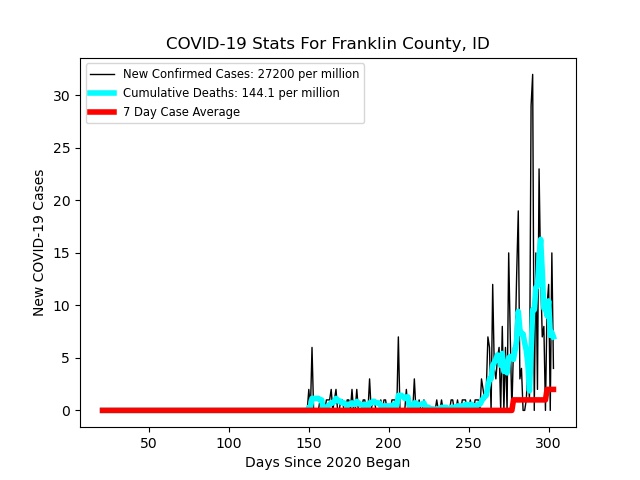 COVID-19 Stats For Franklin County, ID
New Confirmed Cases: 27200 per million
Cumulative Deaths: 144.1 per million
7 Day Case Average
30
25
20
15
10
5
0
New COVID-19 Cases
50 100 150 200 250 300
Days Since 2020 Began